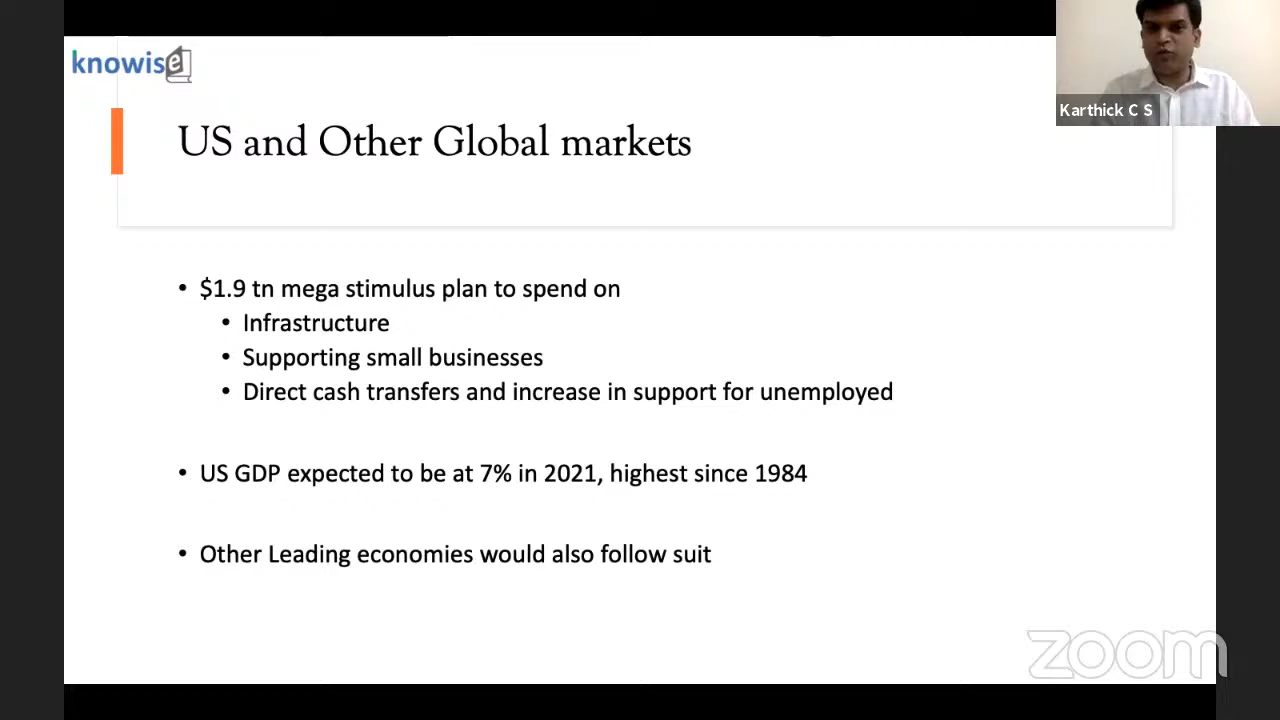 knowise
Karthick C S
US and Other Global markets
• $1.9 tn mega stimulus plan to spend on
• Infrastructure
• Supporting small businesses
• Direct cash transfers and increase in support for unemployed
• US GDP expected to be at 7% in 2021, highest since 1984
• Other Leading economies would also follow suit
zoom